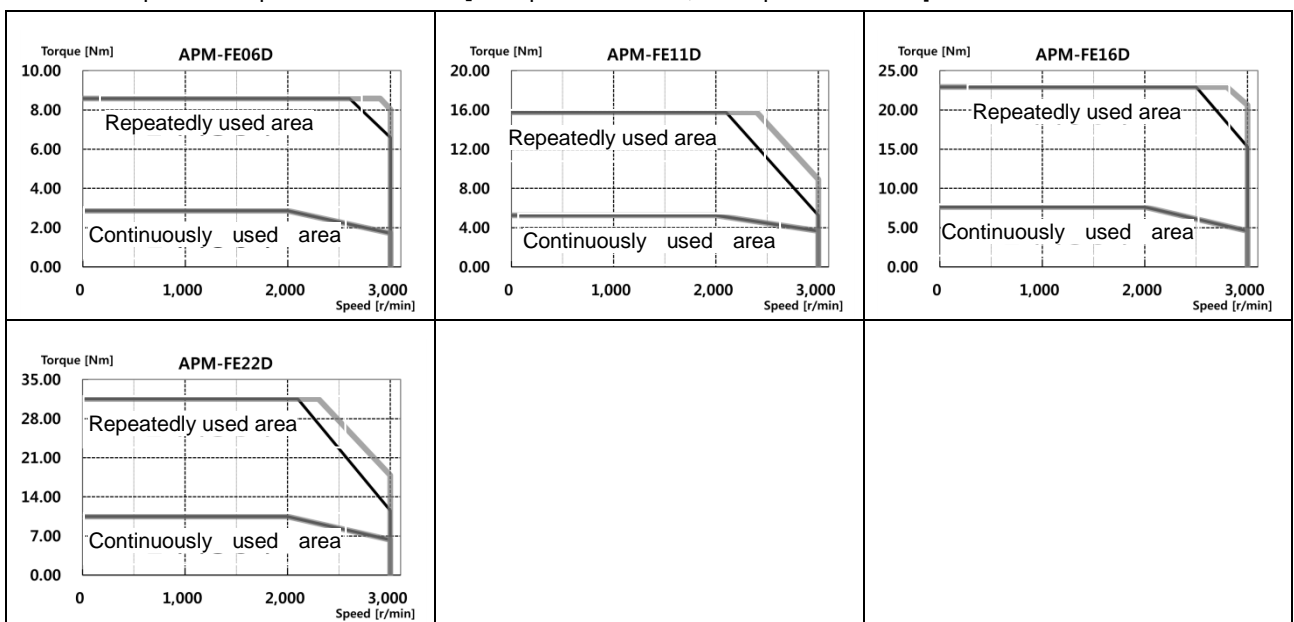 Torque [Nm] APM-FE06D
10.00
8.00
Repeatedly used area
6.00
4.00
2.00
Continuously used area
0.00
0 1,000 2,000 3,000
Speed [r/min]
Torque [Nm] APM-FE11D
20.00
16.00
Repeatedly used area
12.00
8.00
4.00
Continuously used area
0.00
0 1,000 2,000 3,000
Speed [r/min]
Torque [Nm] APM-FE16D
25.00
20.00
Repeatedly used area
15.00
10.00
5.00
Continuously used area
0.00
0 1,000 2,000 3,000
Speed [r/min]
Torque [Nm] APM-FE22D
35.00
28.00
Repeatedly used area
21.00
14.00
7.00
Continuously used area
0.00
0 1,000 2,000 3,000
Speed [r/min]